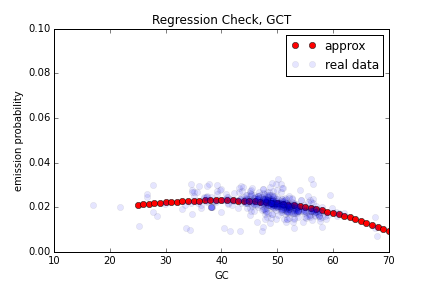 Regression Check, GCT
0.10
approx
real data
0.08
0.06
emission probability
0.04
0.02
0.00
10 20 30 40 50 60 70
GC